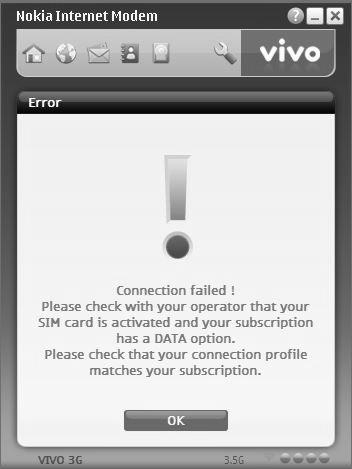 Nokia Internet Modem
vivo
Error
Connection failed !
Please check with your operator that your
SIM card is activated and your subscription
has a DATA option.
Please check that your connection profile
matches your subscription.
OK
VIVO 3G 3.5G